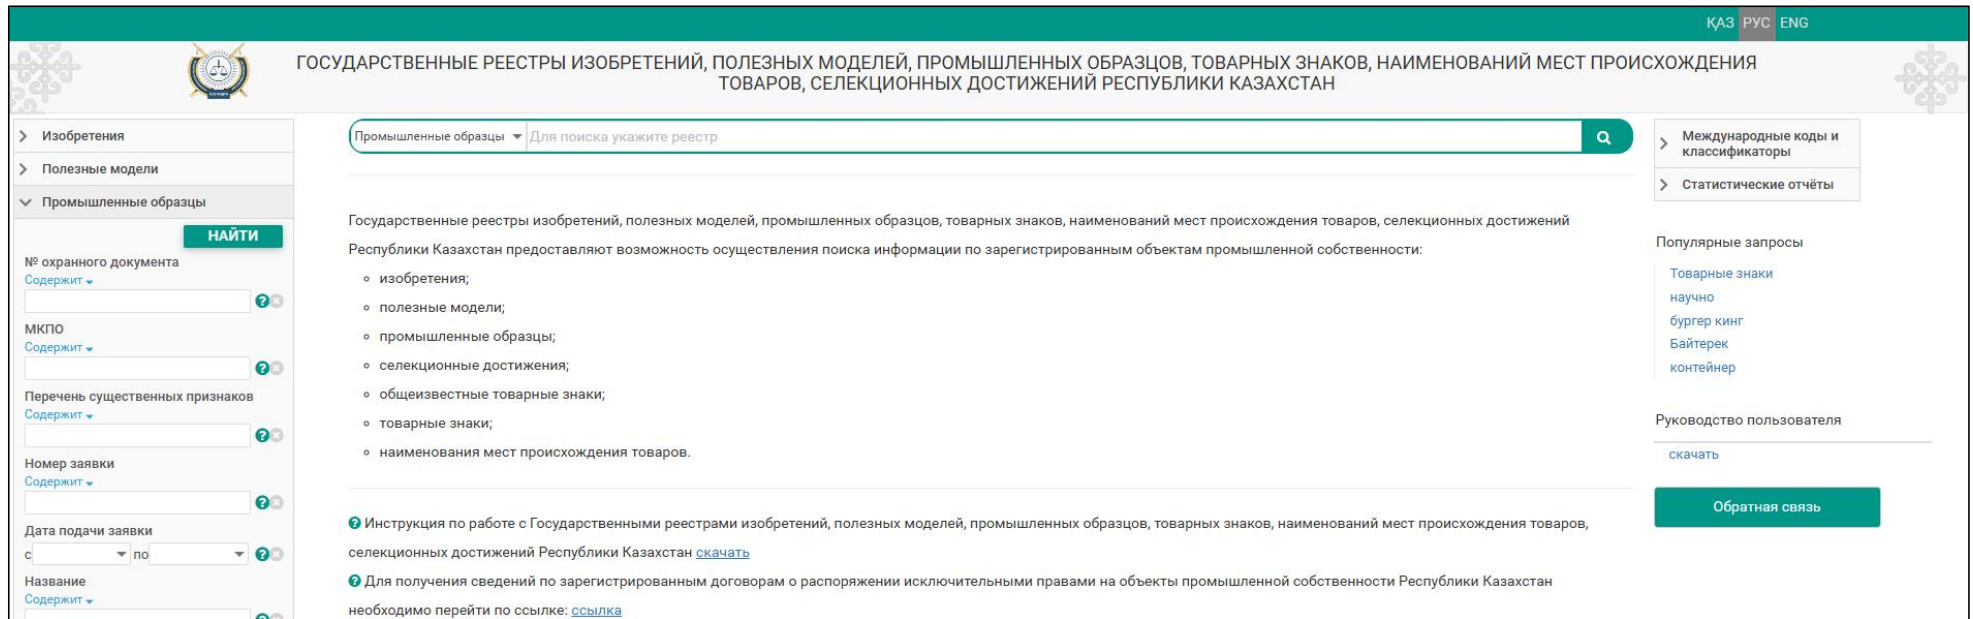 ҚАЗ РУС ENG
ГОСУДАРСТВЕННЫЕ РЕЕСТРЫ ИЗОБРЕТЕНИЙ, ПОЛЕЗНЫХ МОДЕЛЕЙ, ПРОМЫШЛЕННЫХ ОБРАЗЦОВ, ТОВАРНЫХ ЗНАКОВ, НАИМЕНОВАНИЙ МЕСТ ПРОИСХОЖДЕНИЯ
ТОВАРОВ, СЕЛЕКЦИОННЫХ ДОСТИЖЕНИЙ РЕСПУБЛИКИ КАЗАХСТАН
Изобретения
Полезные модели
Промышленные образцы
НАЙТИ
№ охранного документа
Содержит
МКПО
Содержит
Перечень существенных признаков
Содержит
Номер заявки
Содержит
Дата подачи заявки
с по
Название
Содержит
Промышленные образцы Для поиска укажите реестр
Государственные реестры изобретений, полезных моделей, промышленных образцов, товарных знаков, наименований мест происхождения товаров, селекционных достижений
Республики Казахстан предоставляют возможность осуществления поиска информации по зарегистрированным объектам промышленной собственности:
изобретения;
полезные модели;
промышленные образцы;
селекционные достижения;
общеизвестные товарные знаки;
товарные знаки;
наименования мест происхождения товаров.
Инструкция по работе с Государственными реестрами изобретений, полезных моделей, промышленных образцов, товарных знаков, наименований мест происхождения товаров,
селекционных достижений Республики Казахстан скачать
Для получения сведений по зарегистрированным договорам о распоряжении исключительными правами на объекты промышленной собственности Республики Казахстан
необходимо перейти по ссылке: ссылка
Международные коды и
классификаторы
Статистические отчёты
Популярные запросы
Товарные знаки
научно
бургер кинг
Байтерек
контейнер
Руководство пользователя
скачать
Обратная связь